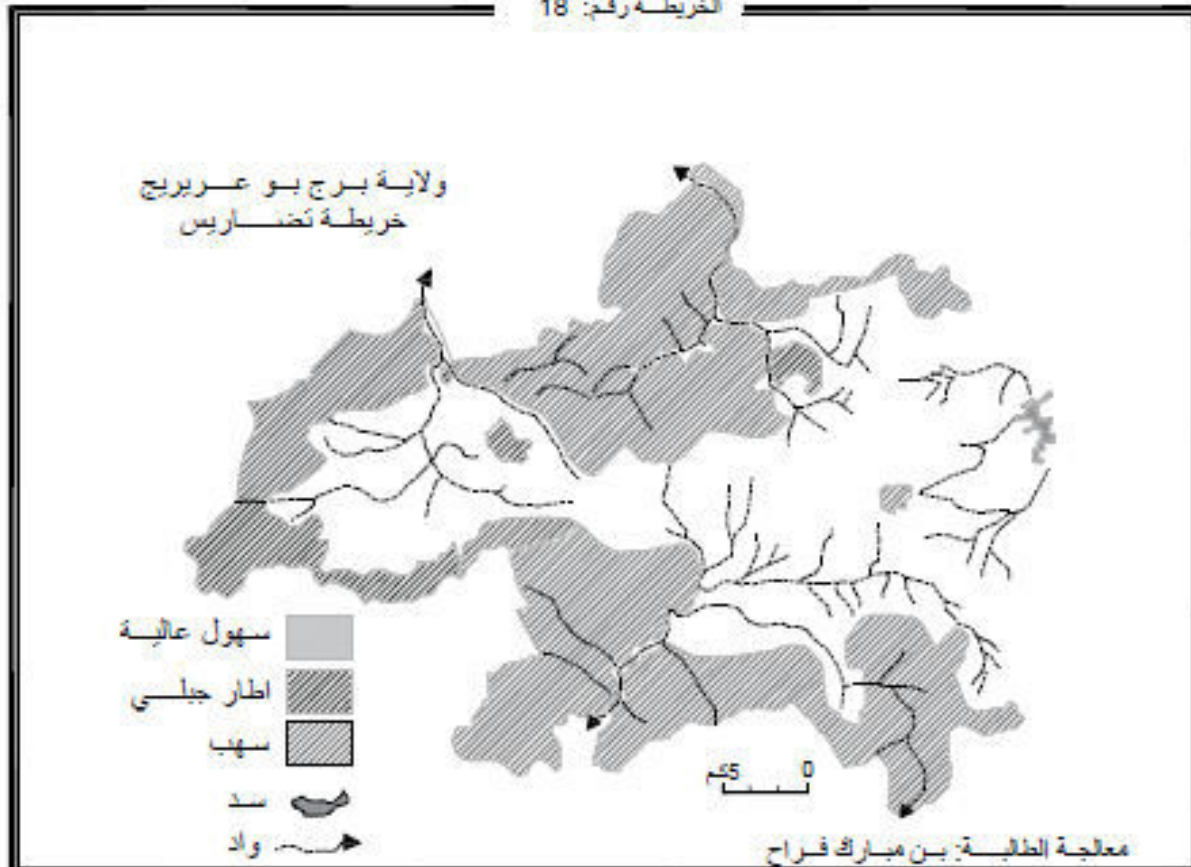 الخريطة رقم: 18
ولاية برج بو عريريج
خريطة تضاريس
سهول عالية
اطار جبلي
سهب
سد
واد
0 5كم
معالجة الطالبة: بن مبارك فراح